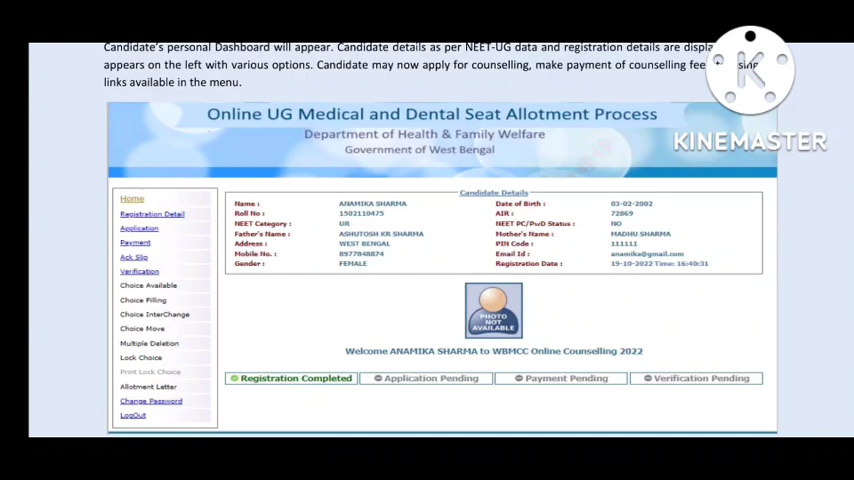 Candidate's personal Dashboard will appear. Candidate details as per NEET-UG data and registration details are
appears on the left with various options. Candidate may now apply for counselling, make payment of counselling
links available in the menu.
K
KINEMASTER
Online UG Medical and Dental Seat Allotment Process
Department of Health & Family Welfare
Government of West Bengal
Home
Registration Detail
Application
Payment
Ack Slip
Verification
Choice Available
Choice Filling
Choice InterChange
Choice Move
Multiple Deletion
Lock Choice
Print Lock Choice
Allotment Letter
Change Password
LogOut
Candidate Details
Name : ANAMIKA SHARMA Date of Birth : 03-02-2002
Roll No : 1502110475 AIR : 72869
NEET Category : UR NEET PC/PwD Status : NO
Father's Name : ASHUTOSH KR SHARMA Mother's Name : MADHU SHARMA
Address : WEST BENGAL PIN Code : 111111
Mobile No. : 8977848874 Email Id : anamika@gmail.com
Gender : FEMALE Registration Date : 19-10-2022 Time: 16:40:31
PHOTO
NOT
AVAILABLE
Welcome ANAMIKA SHARMA to WBMCC Online Counselling 2022
Registration Completed Application Pending Payment Pending Verification Pending